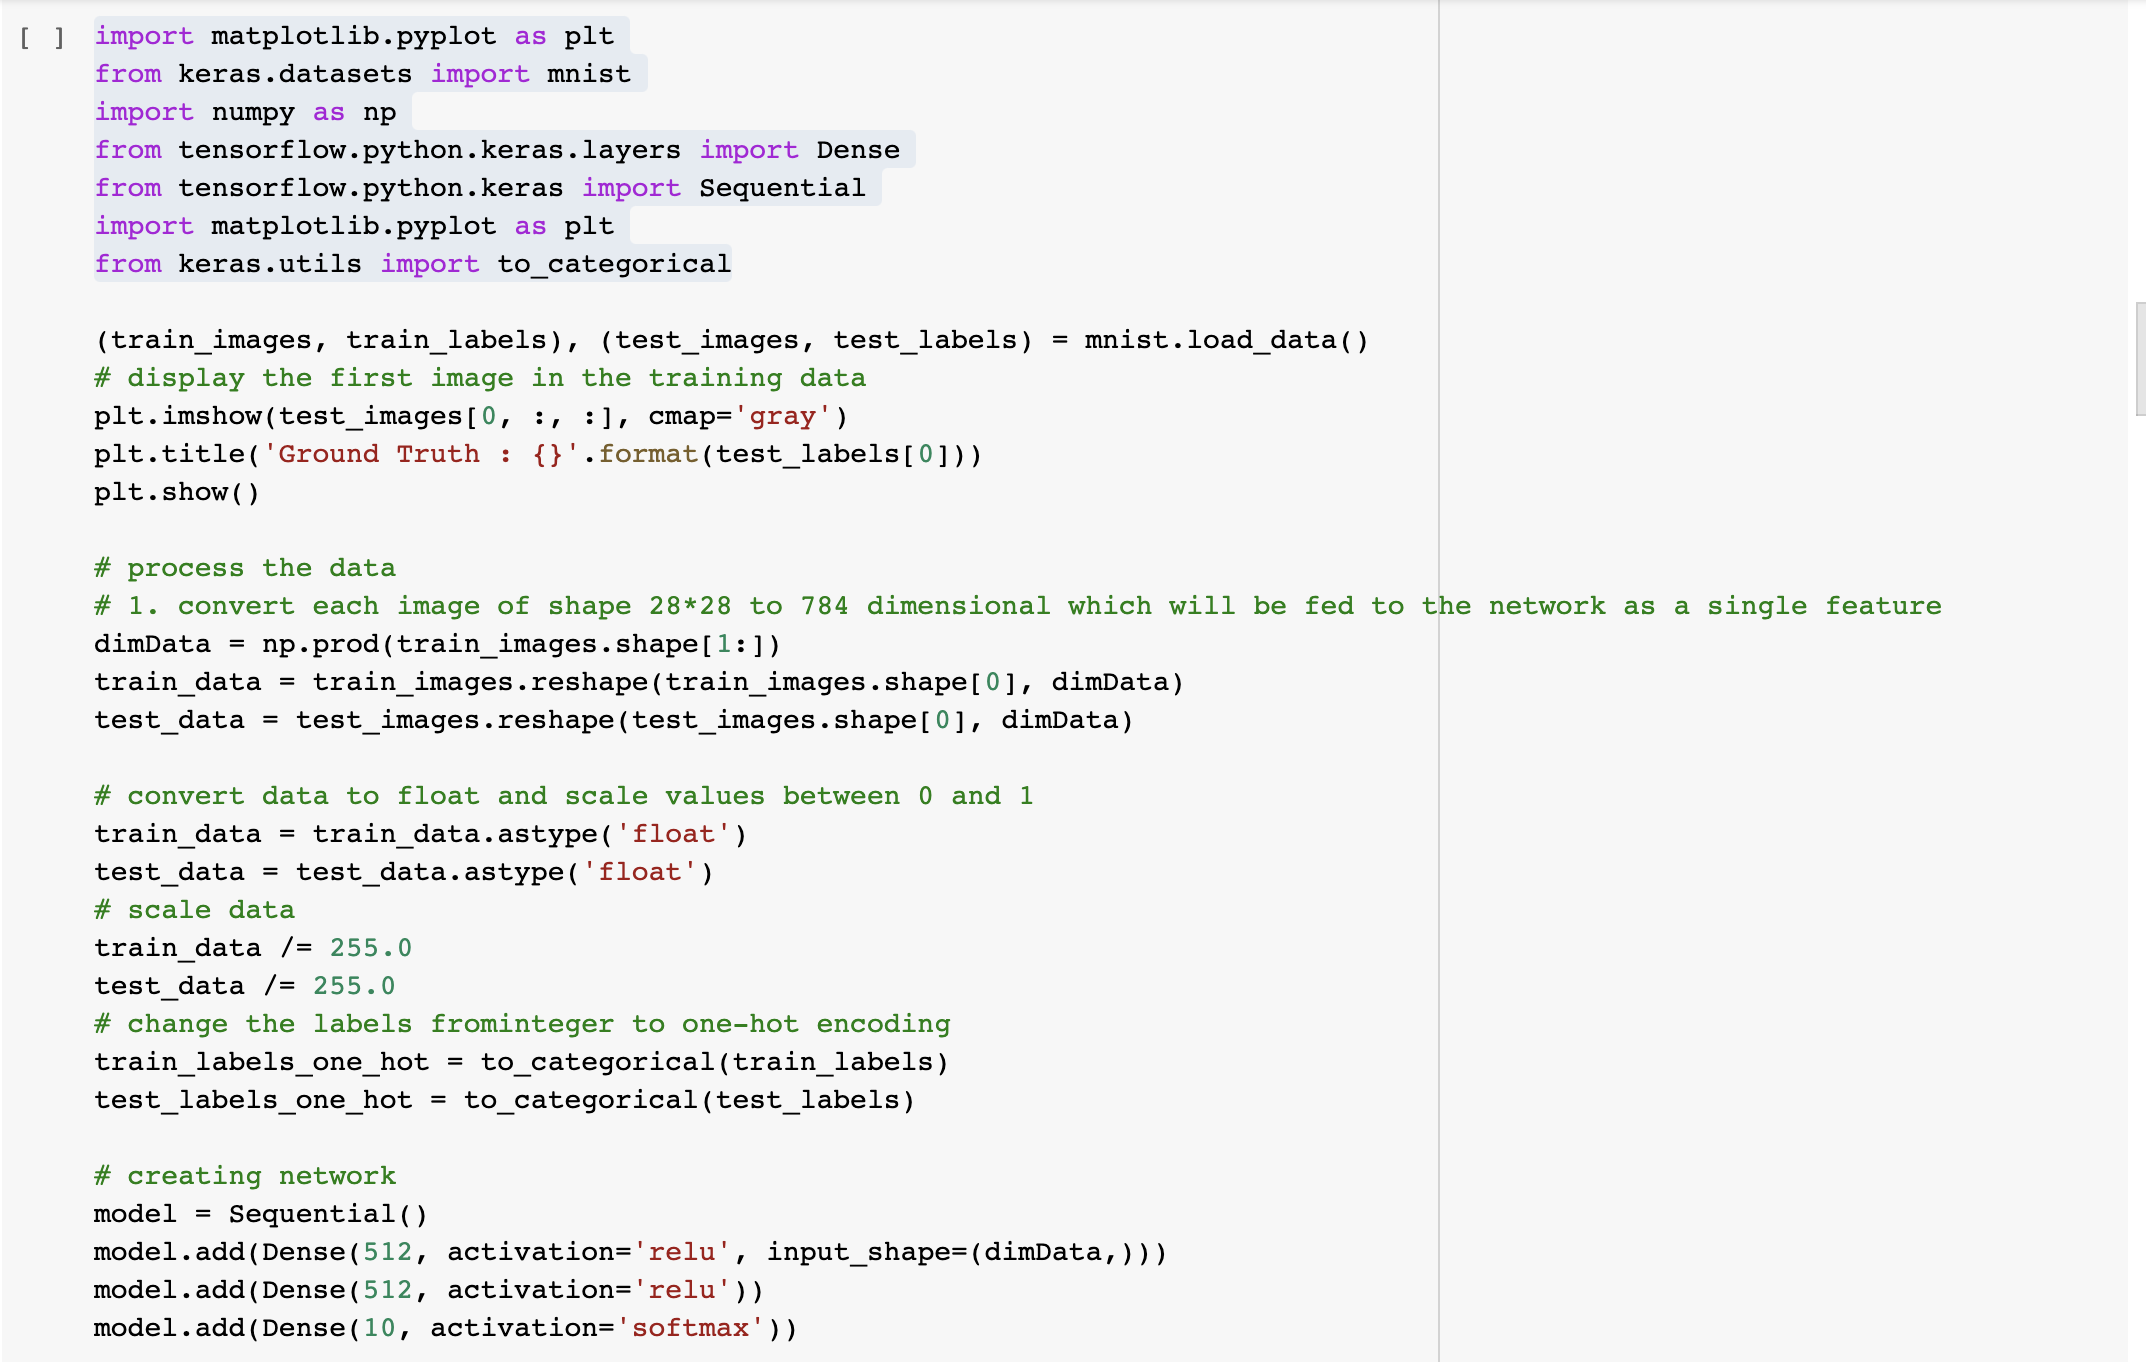 [ ] import matplotlib.pyplot as plt
from keras.datasets import mnist
import numpy as np
from tensorflow.python.keras.layers import Dense
from tensorflow.python.keras import Sequential
import matplotlib.pyplot as plt
from keras.utils import to_categorical

(train_images, train_labels), (test_images, test_labels) = mnist.load_data()
# display the first image in the training data
plt.imshow(test_images[0, :, :], cmap='gray')
plt.title('Ground Truth : {}'.format(test_labels[0]))
plt.show()

# process the data
# 1. convert each image of shape 28*28 to 784 dimensional which will be fed to the network as a single feature
dimData = np.prod(train_images.shape[1:])
train_data = train_images.reshape(train_images.shape[0], dimData)
test_data = test_images.reshape(test_images.shape[0], dimData)

# convert data to float and scale values between 0 and 1
train_data = train_data.astype('float')
test_data = test_data.astype('float')
# scale data
train_data /= 255.0
test_data /= 255.0
# change the labels frominteger to one-hot encoding
train_labels_one_hot = to_categorical(train_labels)
test_labels_one_hot = to_categorical(test_labels)

# creating network
model = Sequential()
model.add(Dense(512, activation='relu', input_shape=(dimData,)))
model.add(Dense(512, activation='relu'))
model.add(Dense(10, activation='softmax'))